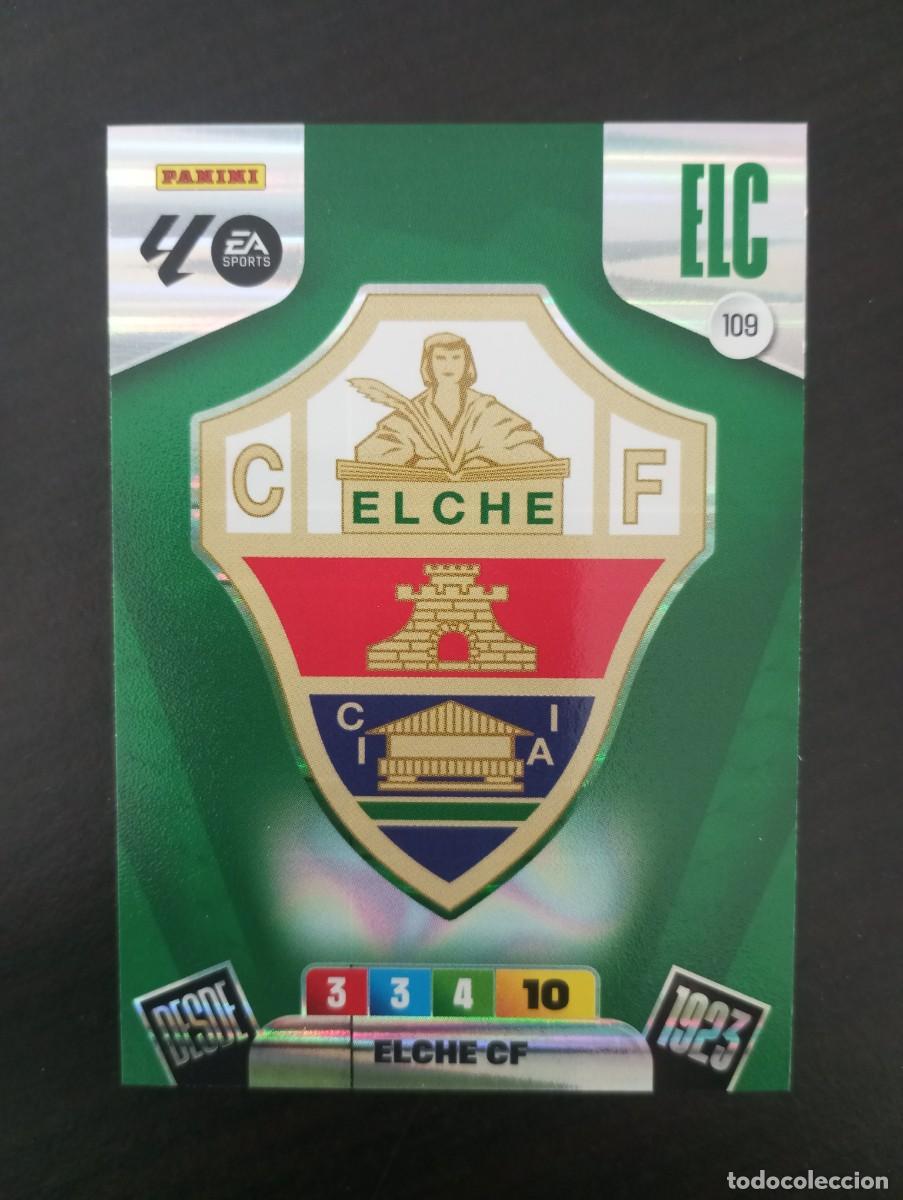 PANINI
EA SPORTS
ELC
109
C F
ELCHE
C I
I A
3 3 4 10
DESDE
1923
ELCHE CF
todocoleccion